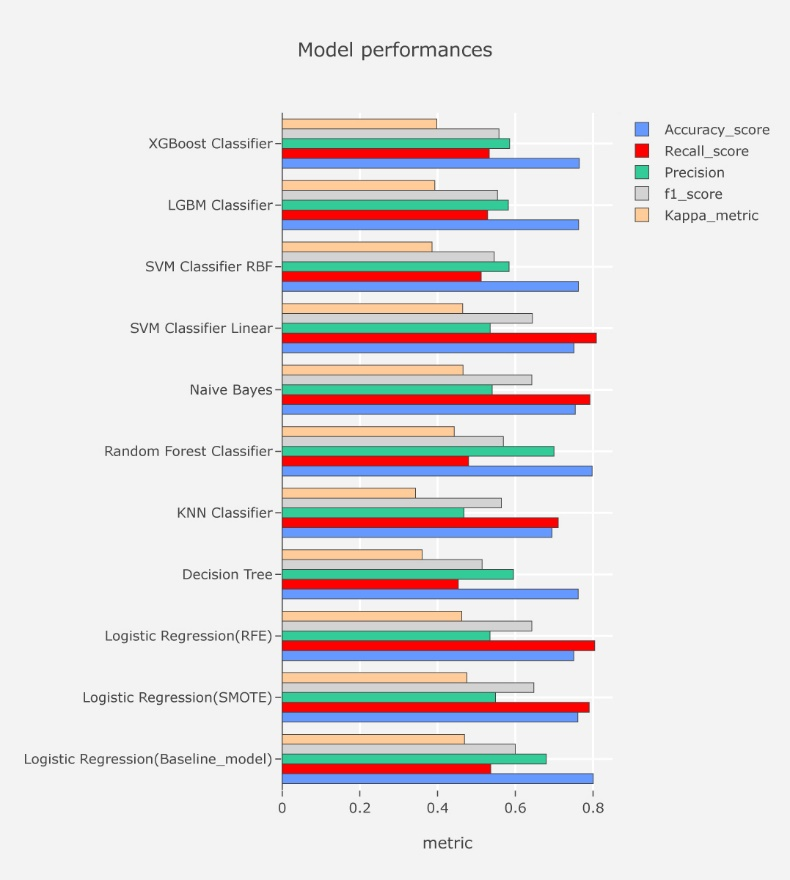 Model performances
XGBoost Classifier
LGBM Classifier
SVM Classifier RBF
SVM Classifier Linear
Naive Bayes
Random Forest Classifier
KNN Classifier
Decision Tree
Logistic Regression(RFE)
Logistic Regression(SMOTE)
Logistic Regression(Baseline_model)
0 0.2 0.4 0.6 0.8
metric
Accuracy_score
Recall_score
Precision
f1_score
Kappa_metric